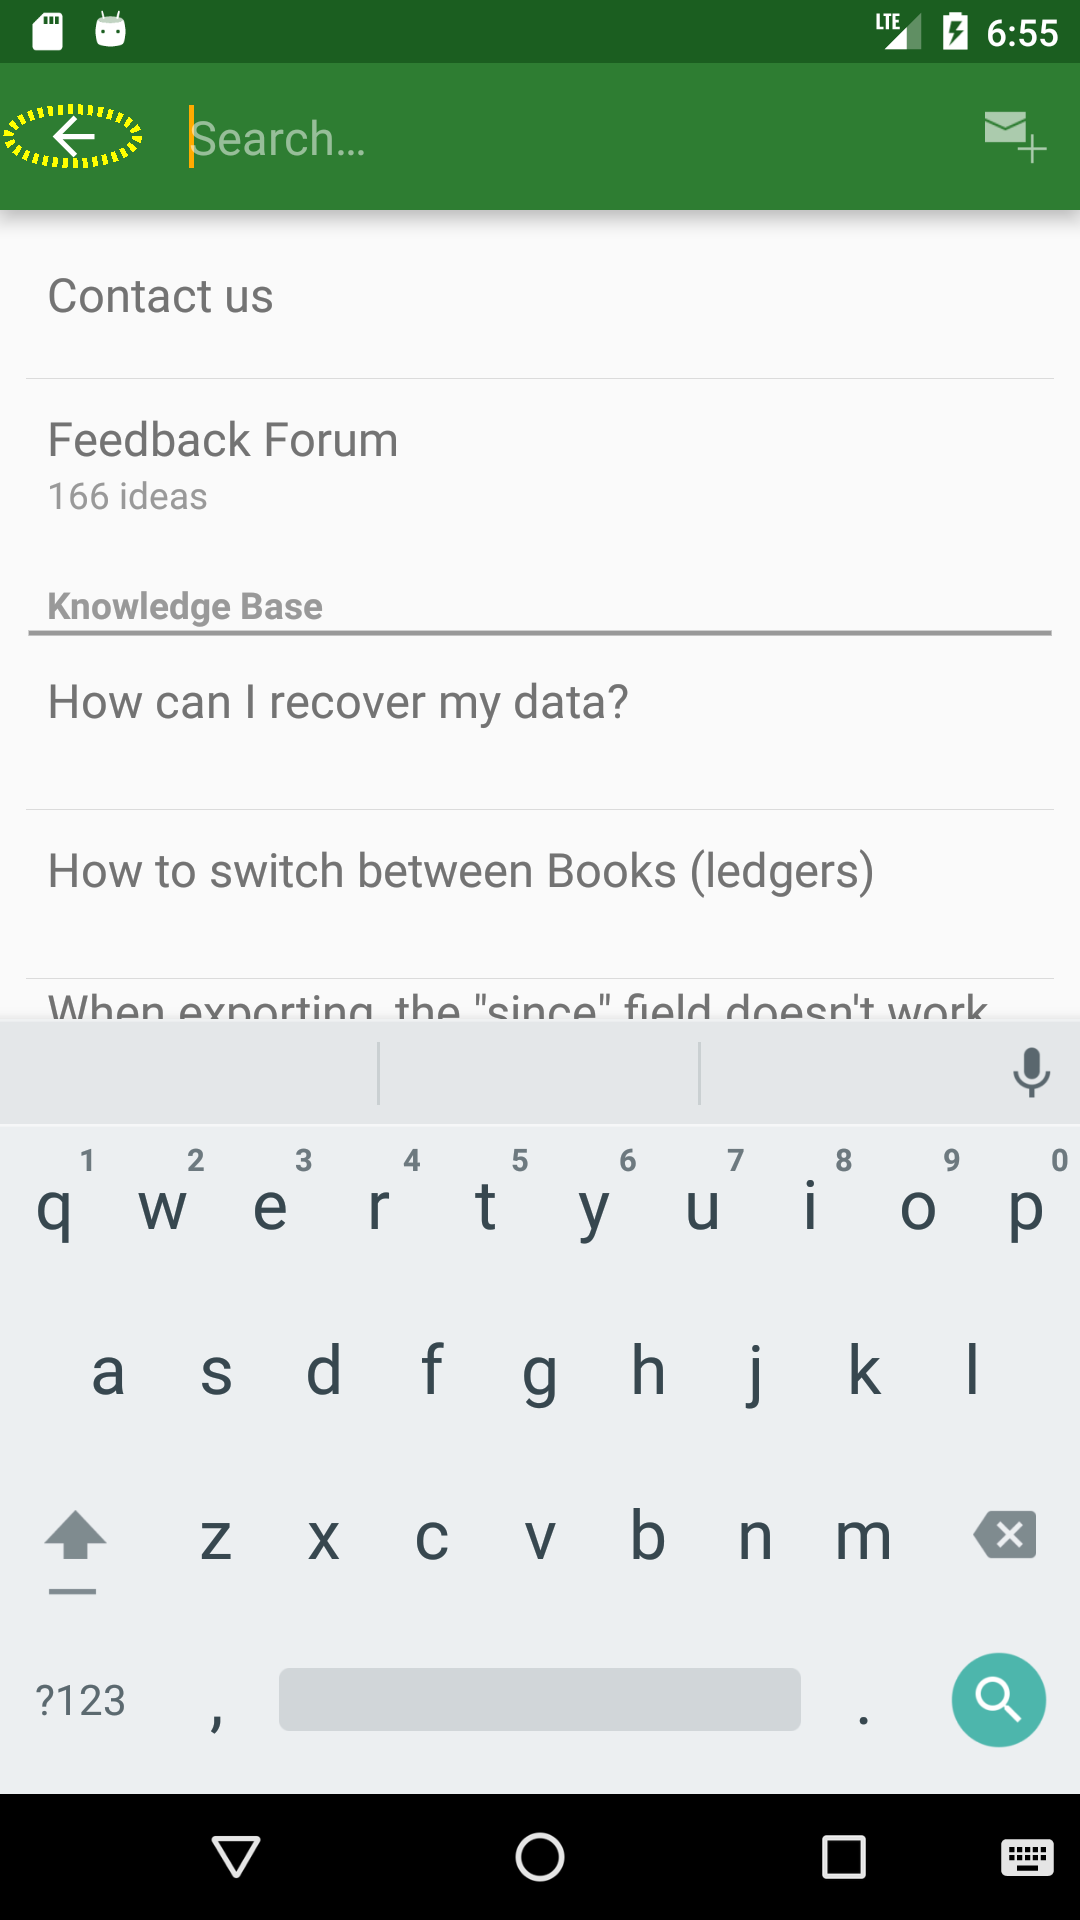 LTE 6:55
Search...
Contact us
Feedback Forum
166 ideas
Knowledge Base
How can I recover my data?
How to switch between Books (ledgers)
When exporting, the "since" field doesn't work
1 2 3 4 5 6 7 8 9 0
q w e r t y u i o p
a s d f g h j k l
z x c v b n m
?123 , .